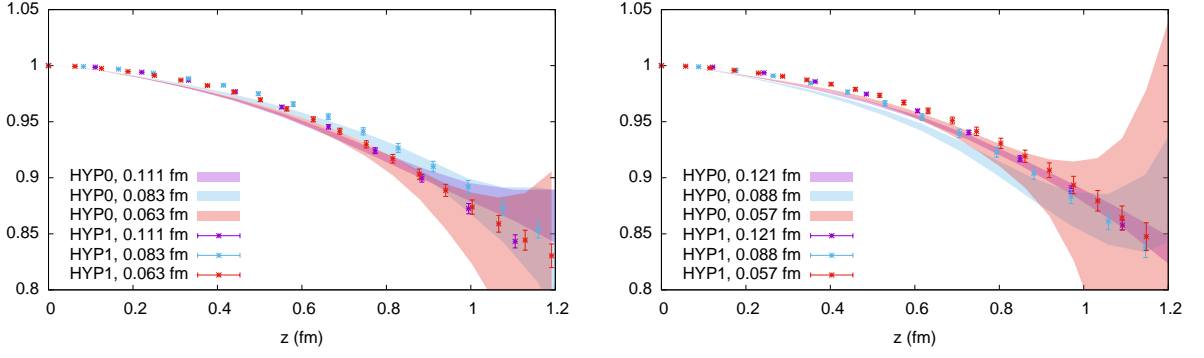 1.05
1
0.95
0.9
0.85
0.8
HYP0, 0.111 fm
HYP0, 0.083 fm
HYP0, 0.063 fm
HYP1, 0.111 fm
HYP1, 0.083 fm
HYP1, 0.063 fm
0 0.2 0.4 0.6 0.8 1 1.2
z (fm)
1.05
1
0.95
0.9
0.85
0.8
HYP0, 0.121 fm
HYP0, 0.088 fm
HYP0, 0.057 fm
HYP1, 0.121 fm
HYP1, 0.088 fm
HYP1, 0.057 fm
0 0.2 0.4 0.6 0.8 1 1.2
z (fm)